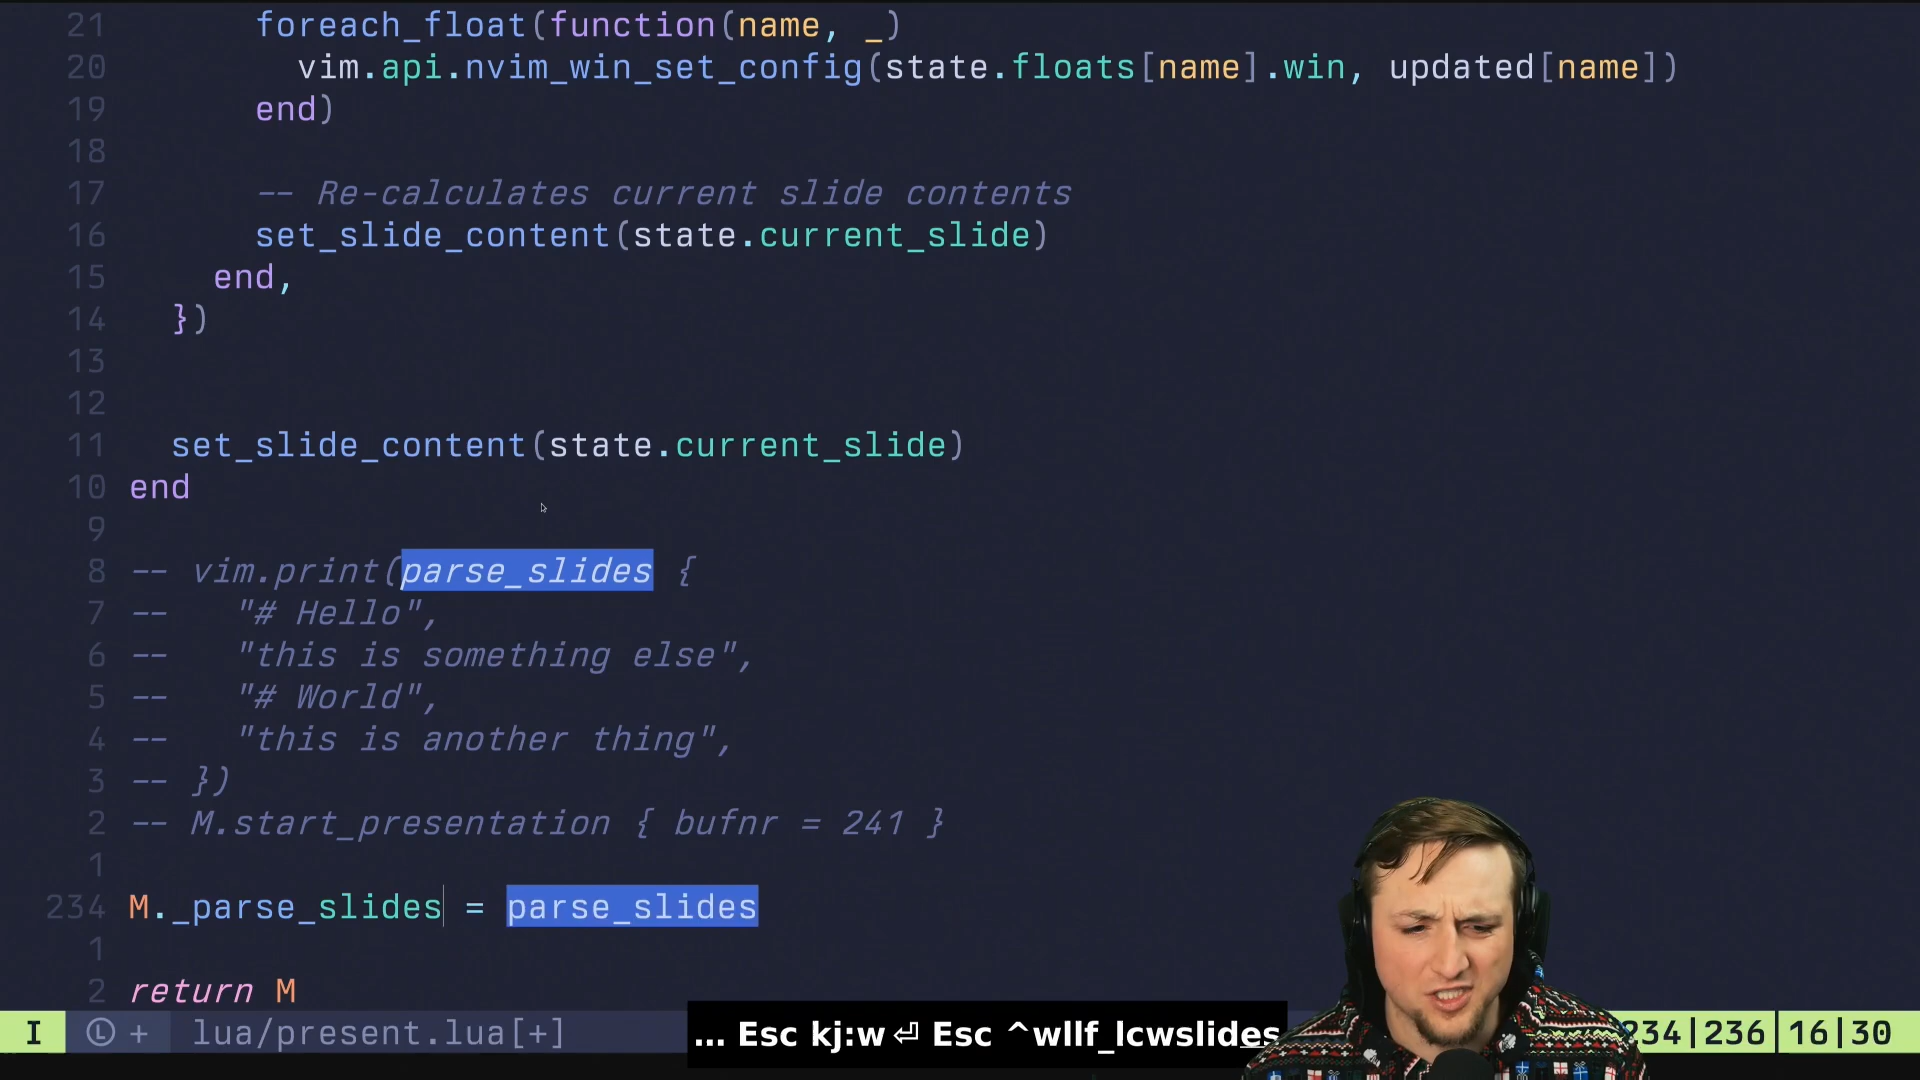 21 foreach_float(function(name, _)
20 vim.api.nvim_win_set_config(state.floats[name].win, updated[name])
19 end)
18
17 -- Re-calculates current slide contents
16 set_slide_content(state.current_slide)
15 end,
14 })
13
12
11 set_slide_content(state.current_slide)
10 end
9
8 -- vim.print(parse_slides {
7 -- "# Hello",
6 -- "this is something else",
5 -- "# World",
4 -- "this is another thing",
3 -- })
2 -- M.start_presentation { bufnr = 241 }
1
234 M._parse_slides = parse_slides
1
2 return M
I Ⓛ + lua/present.lua[+] ... Esc kj:w⏎ Esc ^wllf_lcwslides 234|236 16|30